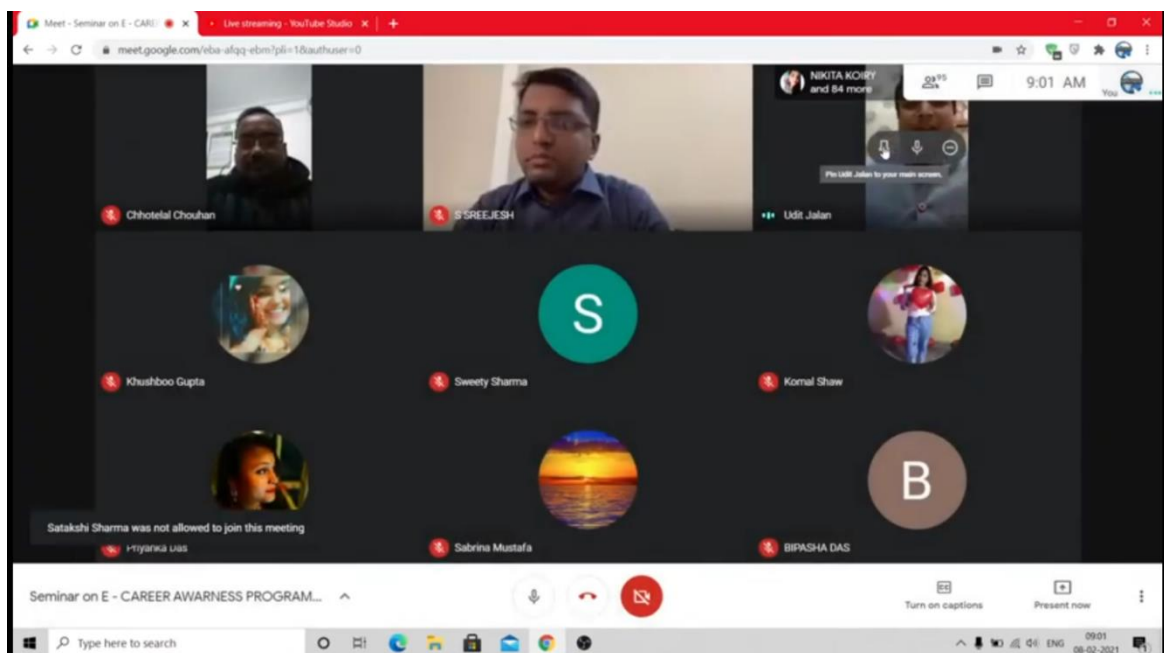 Meet - Seminar on E - CARE
Live streaming - YouTube Studio
meet.google.com/eba-afqq-ebm?pli=1&authuser=0
NIKITA KOIRY
and 84 more
95
9:01 AM
You
Pin Udit Jalan to your main screen.
Chhotelal Chouhan
S SREEJESH
Udit Jalan
S
Khushboo Gupta
Sweety Sharma
Komal Shaw
B
Satakshi Sharma was not allowed to join this meeting
Priyanka Das
Sabrina Mustafa
BIPASHA DAS
Seminar on E - CAREER AWARNESS PROGRAM...
CC
Turn on captions
Present now
Type here to search
ENG
09:01
08-02-2021